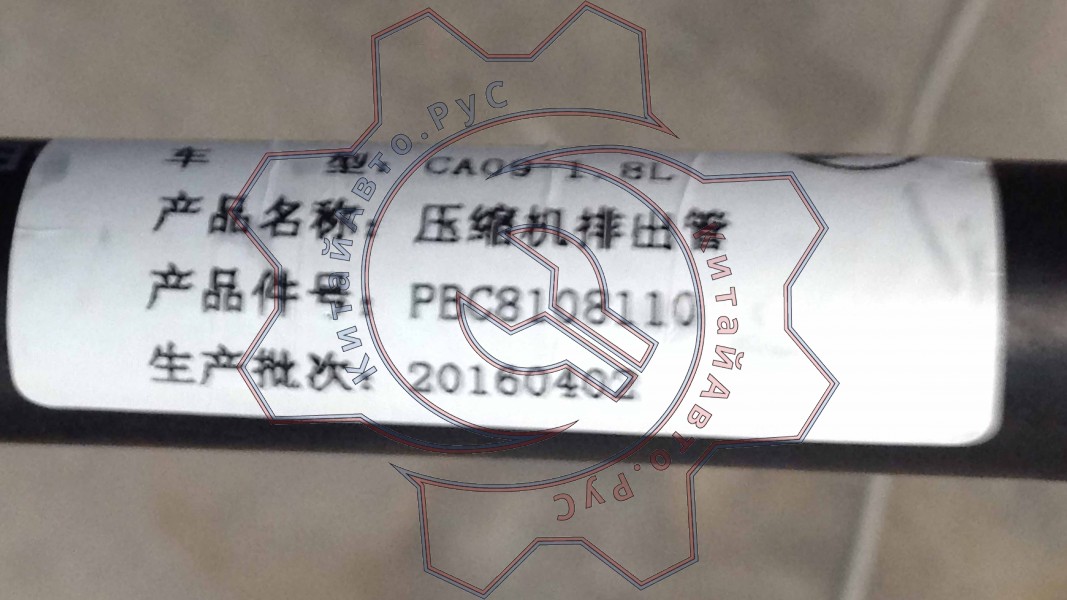 车 型: CA09 1.8L
产品名称: 压缩机排出管
产品件号: PBC8108110
生产批次: 20160402
КитайАвто.РуС
КитайАвто.РуС